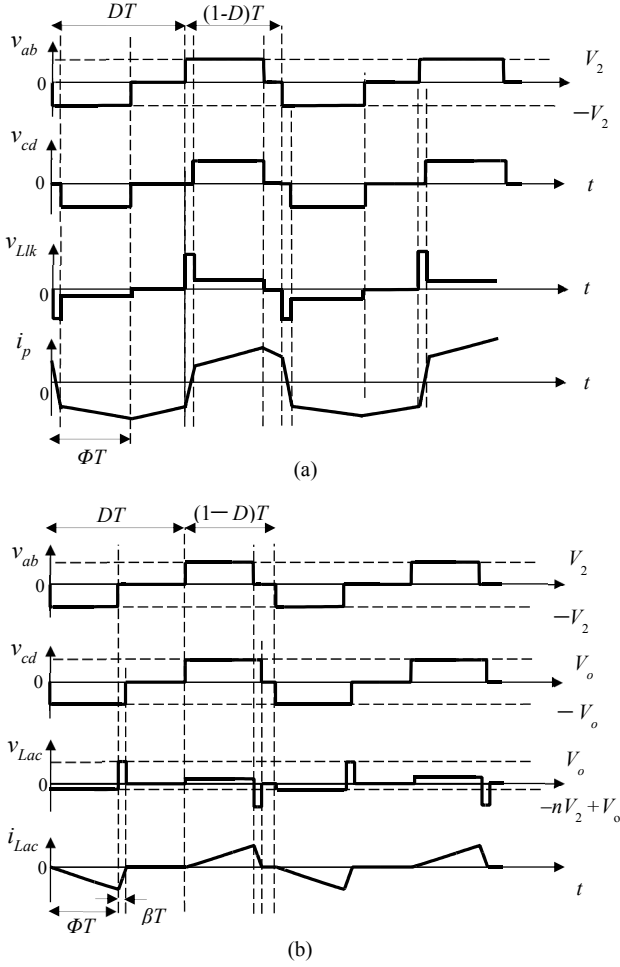 DT (1-D)T
v_ab
V_2
0
−V_2
v_cd
0
t
v_Llk
0
t
i_p
0
t
ΦT
(a)
DT (1−D)T
v_ab
V_2
0
−V_2
v_cd
V_o
0
−V_o
v_Lac
V_o
0
−nV_2+V_o
i_Lac
0
t
ΦT βT
(b)